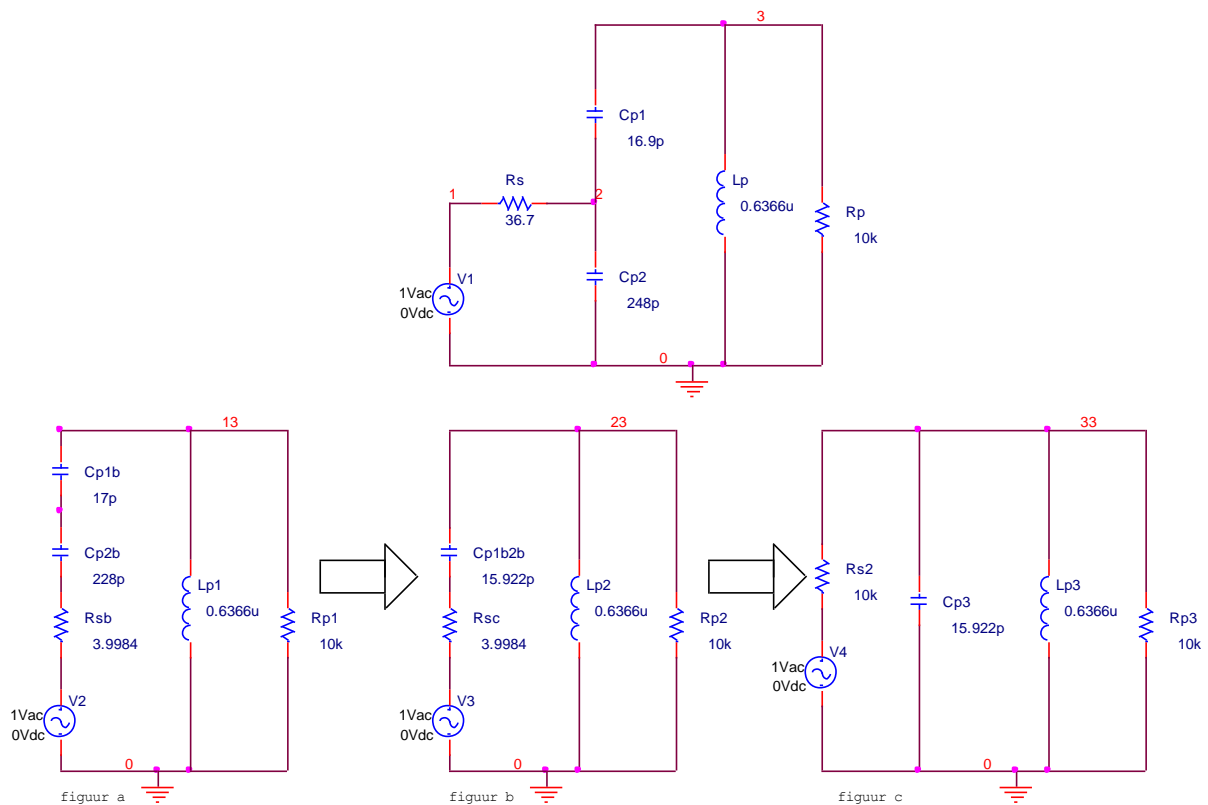 3
Cp1
16.9p
Rs
1
2
36.7
Lp
0.6366u
Rp
10k
V1
1Vac
0Vdc
Cp2
248p
0
13
Cp1b
17p
Cp2b
228p
Lp1
0.6366u
Rsb
3.9984
Rp1
10k
V2
1Vac
0Vdc
0
figuur a
23
Cp1b2b
15.922p
Lp2
0.6366u
Rsc
3.9984
Rp2
10k
V3
1Vac
0Vdc
0
figuur b
33
Rs2
10k
Cp3
15.922p
Lp3
0.6366u
Rp3
10k
V4
1Vac
0Vdc
0
figuur c